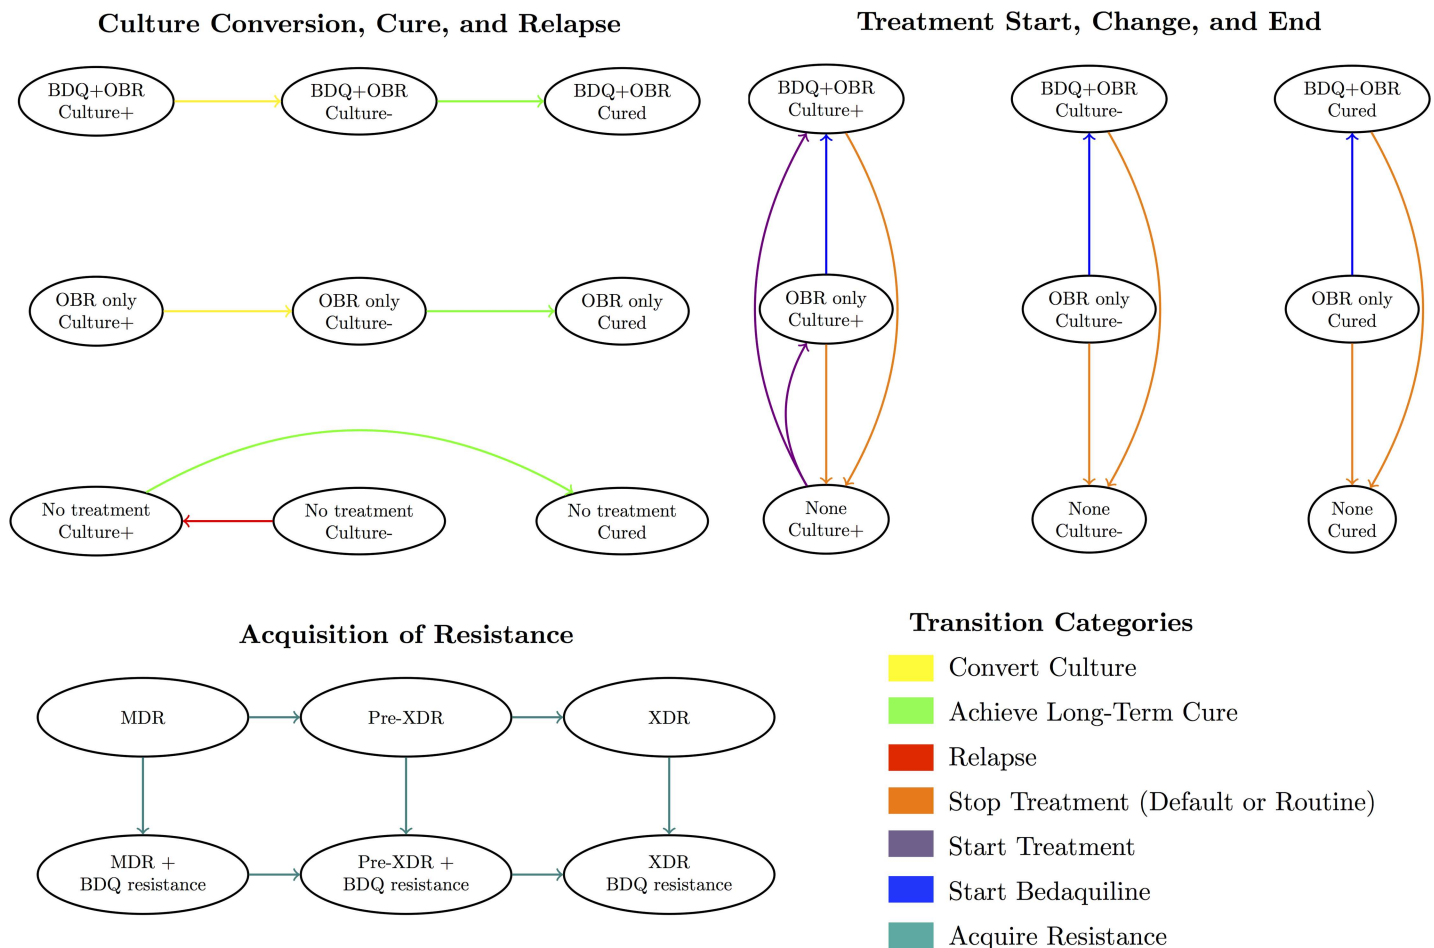 Culture Conversion, Cure, and Relapse
BDQ+OBR
Culture+
BDQ+OBR
Culture-
BDQ+OBR
Cured
OBR only
Culture+
OBR only
Culture-
OBR only
Cured
No treatment
Culture+
No treatment
Culture-
No treatment
Cured
Treatment Start, Change, and End
BDQ+OBR
Culture+
BDQ+OBR
Culture-
BDQ+OBR
Cured
OBR only
Culture+
OBR only
Culture-
OBR only
Cured
None
Culture+
None
Culture-
None
Cured
Acquisition of Resistance
MDR
Pre-XDR
XDR
MDR +
BDQ resistance
Pre-XDR +
BDQ resistance
XDR
BDQ resistance
Transition Categories
Convert Culture
Achieve Long-Term Cure
Relapse
Stop Treatment (Default or Routine)
Start Treatment
Start Bedaquiline
Acquire Resistance